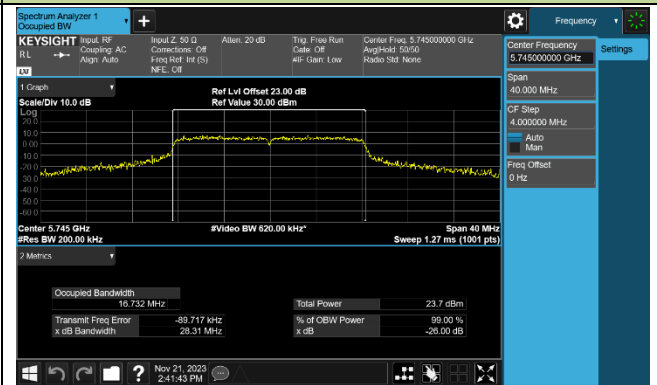 Spectrum Analyzer 1
Occupied BW
+
Frequency
KEYSIGHT
RL
LXI
Input: RF
Coupling: AC
Align: Auto
Input Z: 50 Ω
Corrections: Off
Freq Ref: Int (S)
NFE: Off
Atten: 20 dB
Trig: Free Run
Gate: Off
#IF Gain: Low
Center Freq: 5.745000000 GHz
Avg|Hold: 50/50
Radio Std: None
Center Frequency
5.745000000 GHz
Settings
Span
40.000 MHz
CF Step
4.000000 MHz
Auto
Man
Freq Offset
0 Hz
1 Graph
Scale/Div 10.0 dB
Ref Lvl Offset 23.00 dB
Ref Value 30.00 dBm
Log
20.0
10.0
0.00
-10.0
-20.0
-30.0
-40.0
-50.0
-60.0
Center 5.745 GHz
#Res BW 200.00 kHz
#Video BW 620.00 kHz*
Span 40 MHz
Sweep 1.27 ms (1001 pts)
2 Metrics
Occupied Bandwidth
16.732 MHz
Total Power 23.7 dBm
Transmit Freq Error -89.717 kHz
% of OBW Power 99.00 %
x dB Bandwidth 28.31 MHz
x dB -26.00 dB
?
Nov 21, 2023
2:41:43 PM